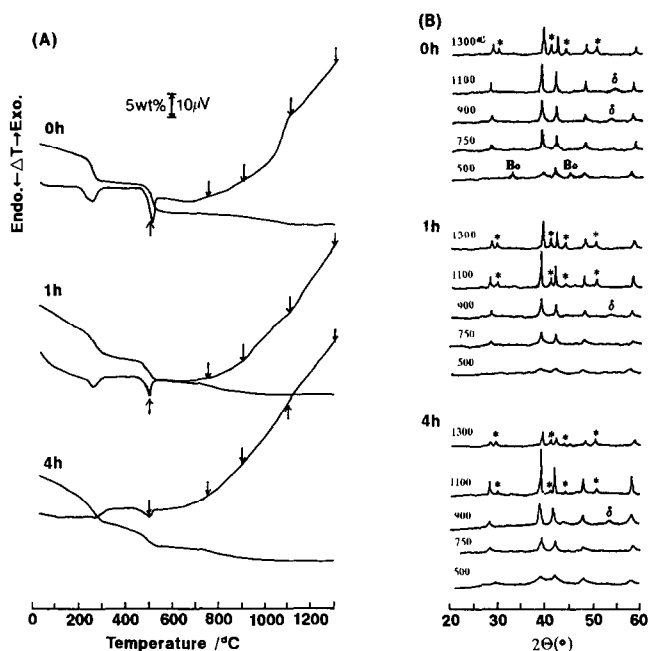 (A)
5wt%
10μV
Endo.←ΔT→Exo.
0h
1h
4h
0 200 400 600 800 1000 1200
Temperature /°C
(B)
0h
1300°C * * * *
1100 δ
900 δ
750
500 Bo Bo
1h
1300 * * * *
1100 * * * *
900 δ
750
500
4h
1300 * * * *
1100 * * * *
900 δ
750
500
20 30 40 50 60
2Θ(°)